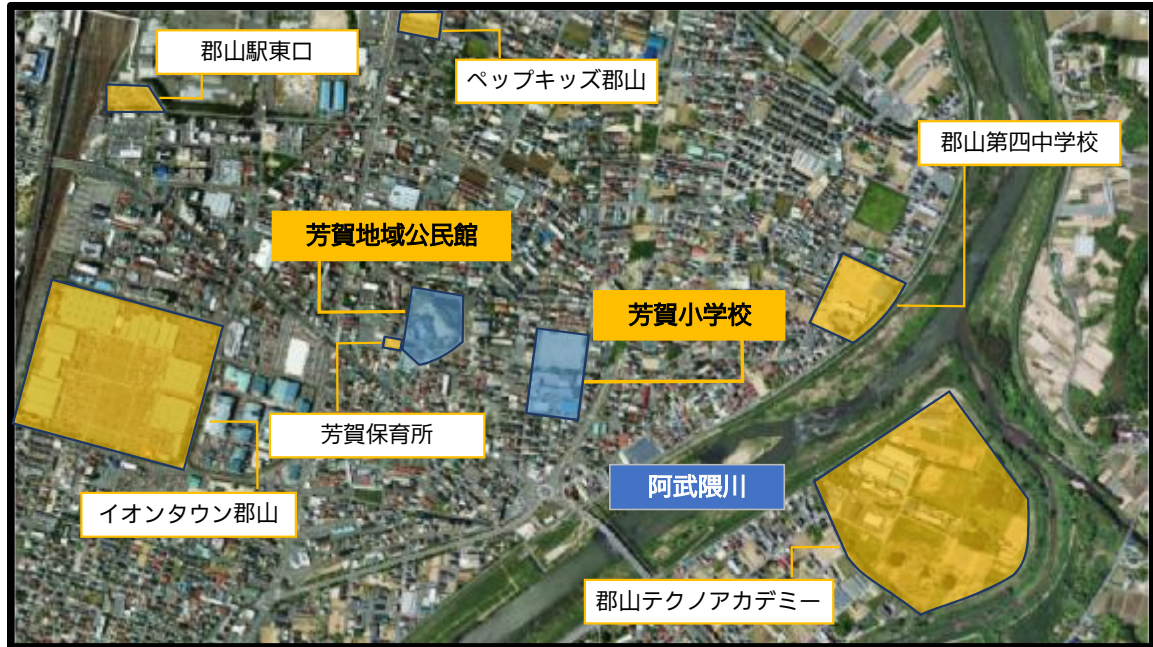 郡山駅東口
ペップキッズ郡山
郡山第四中学校
芳賀地域公民館
芳賀小学校
芳賀保育所
阿武隈川
イオンタウン郡山
郡山テクノアカデミー